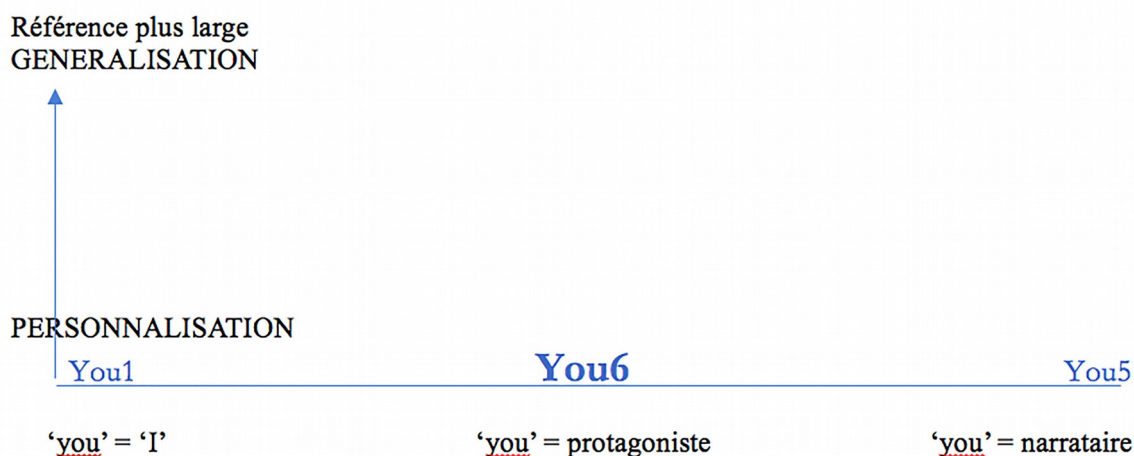 Référence plus large
GENERALISATION
PERSONNALISATION
You1 You6 You5
‘you’ = ‘I’ ‘you’ = protagoniste ‘you’ = narrataire